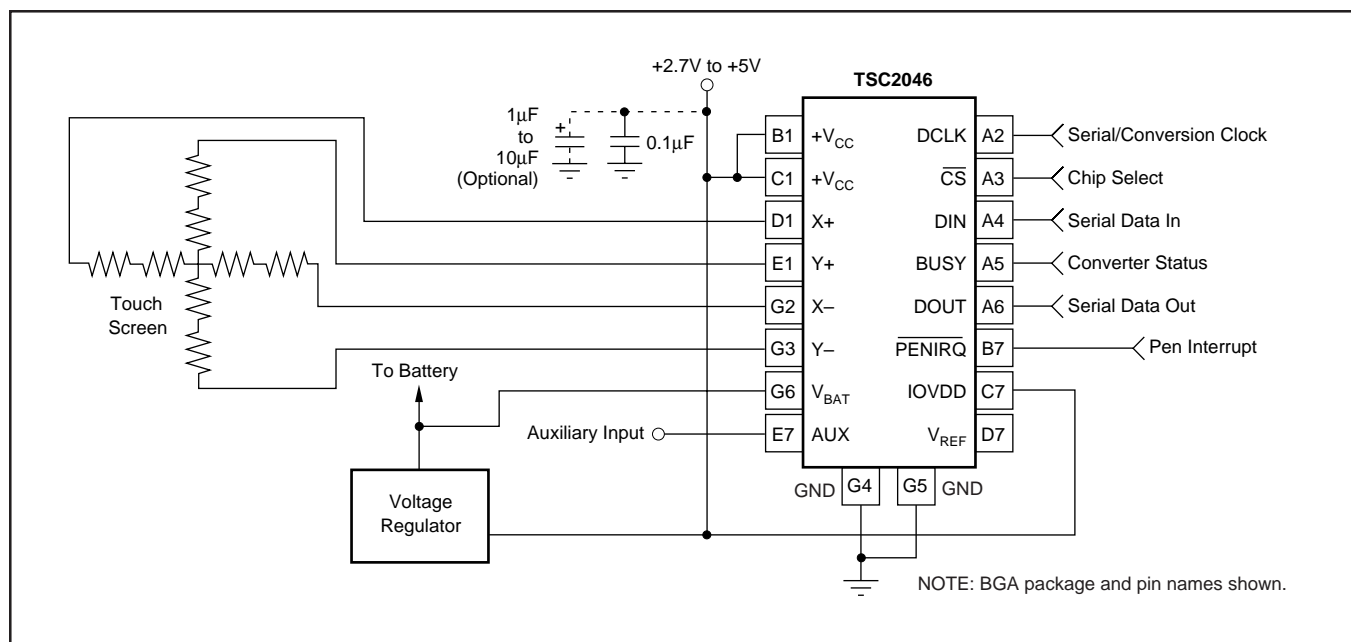 +2.7V to +5V
TSC2046
1μF
to
10μF
(Optional)
+
0.1μF
B1 +VCC
C1 +VCC
D1 X+
E1 Y+
G2 X–
G3 Y–
G6 VBAT
E7 AUX
DCLK A2 Serial/Conversion Clock
CS A3 Chip Select
DIN A4 Serial Data In
BUSY A5 Converter Status
DOUT A6 Serial Data Out
PENIRQ B7 Pen Interrupt
IOVDD C7
VREF D7
Touch
Screen
To Battery
Auxiliary Input
Voltage
Regulator
GND G4 G5 GND
NOTE: BGA package and pin names shown.